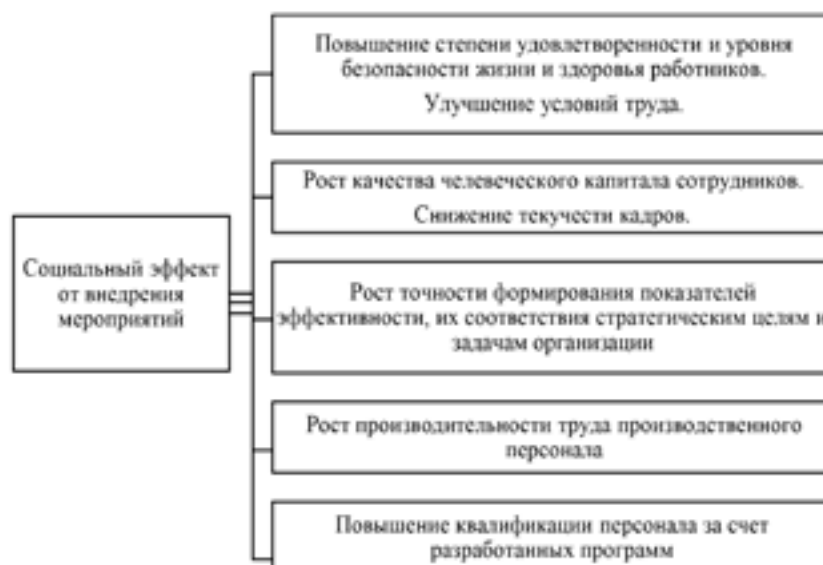 Социальный эффект
от внедрения
мероприятий
Повышение степени удовлетворенности и уровня
безопасности жизни и здоровья работников.
Улучшение условий труда.
Рост качества челевеческого капитала сотрудников.
Снижение текучести кадров.
Рост точности формирования показателей
эффективности, их соответствия стратегическим целям и
задачам организации
Рост производительности труда производственного
персонала
Повышение квалификации персонала за счет
разработанных программ